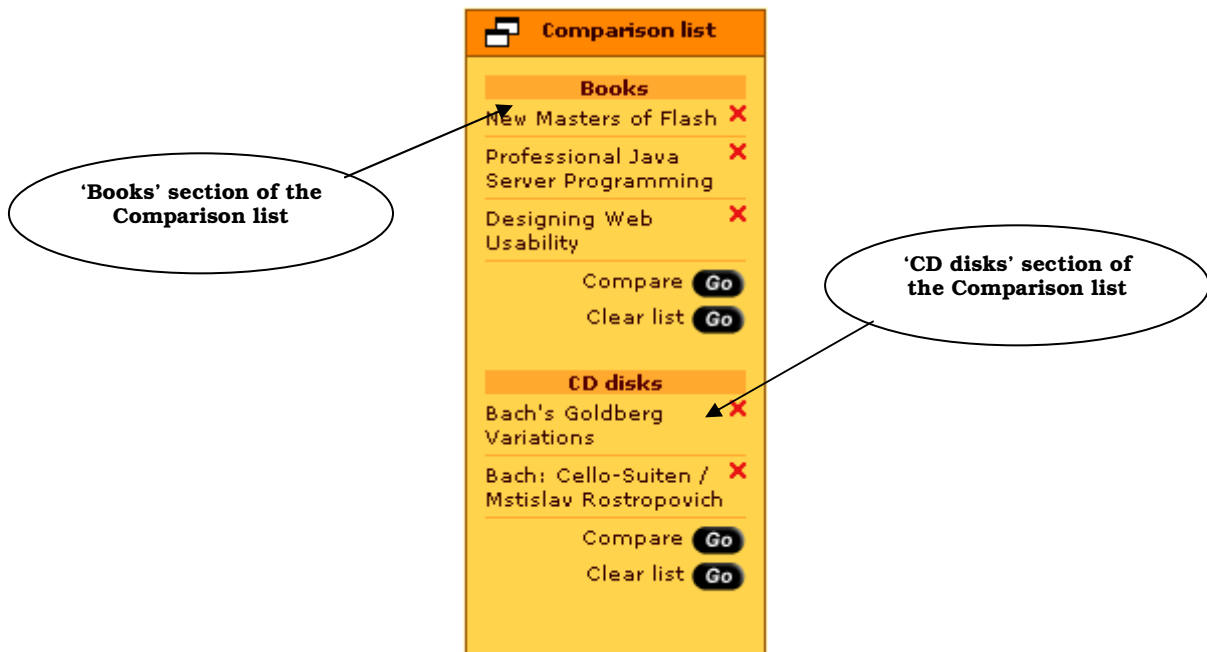 Comparison list
Books
New Masters of Flash
Professional Java
Server Programming
Designing Web
Usability
Compare Go
Clear list Go
CD disks
Bach's Goldberg
Variations
Bach: Cello-Suiten /
Mstislav Rostropovich
Compare Go
Clear list Go
‘Books’ section of the
Comparison list
‘CD disks’ section of
the Comparison list